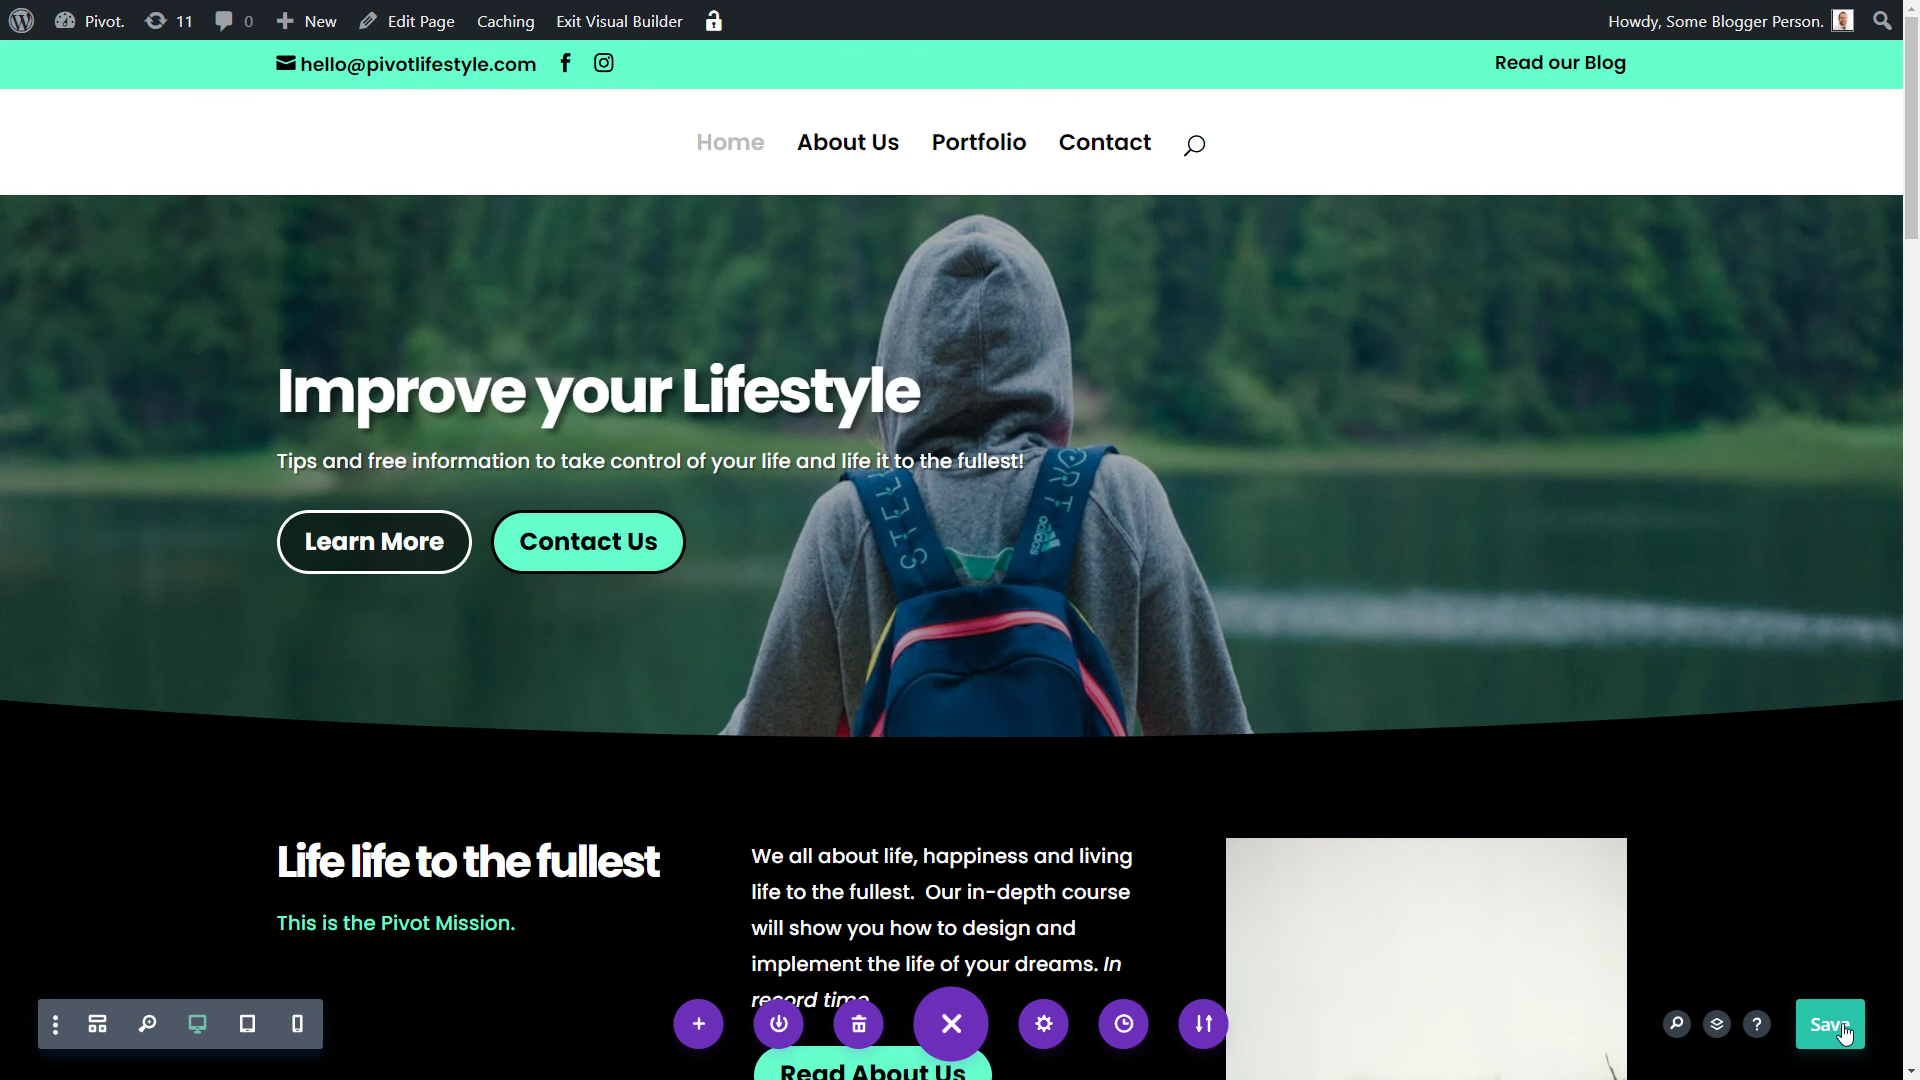 Pivot. 11 0 New Edit Page Caching Exit Visual Builder Howdy, Some Blogger Person.
hello@pivotlifestyle.com Read our Blog
Home About Us Portfolio Contact
Improve your Lifestyle
Tips and free information to take control of your life and life it to the fullest!
Learn More Contact Us
adidas
Life life to the fullest
This is the Pivot Mission.
We all about life, happiness and living
life to the fullest. Our in-depth course
will show you how to design and
implement the life of your dreams. In
record time.
Read About Us
Save